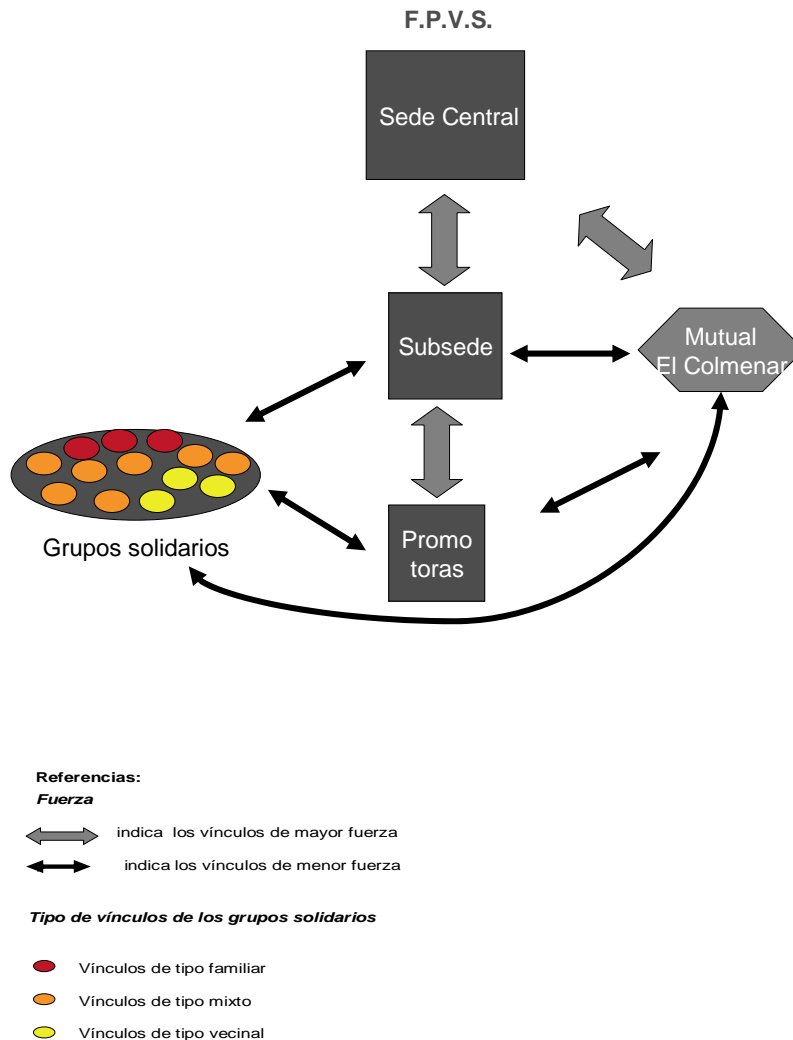 F.P.V.S.
Sede Central
Subsede
Mutual
El Colmenar
Promo
toras
Grupos solidarios
Referencias:
Fuerza
indica los vínculos de mayor fuerza
indica los vínculos de menor fuerza
Tipo de vínculos de los grupos solidarios
Vínculos de tipo familiar
Vínculos de tipo mixto
Vínculos de tipo vecinal